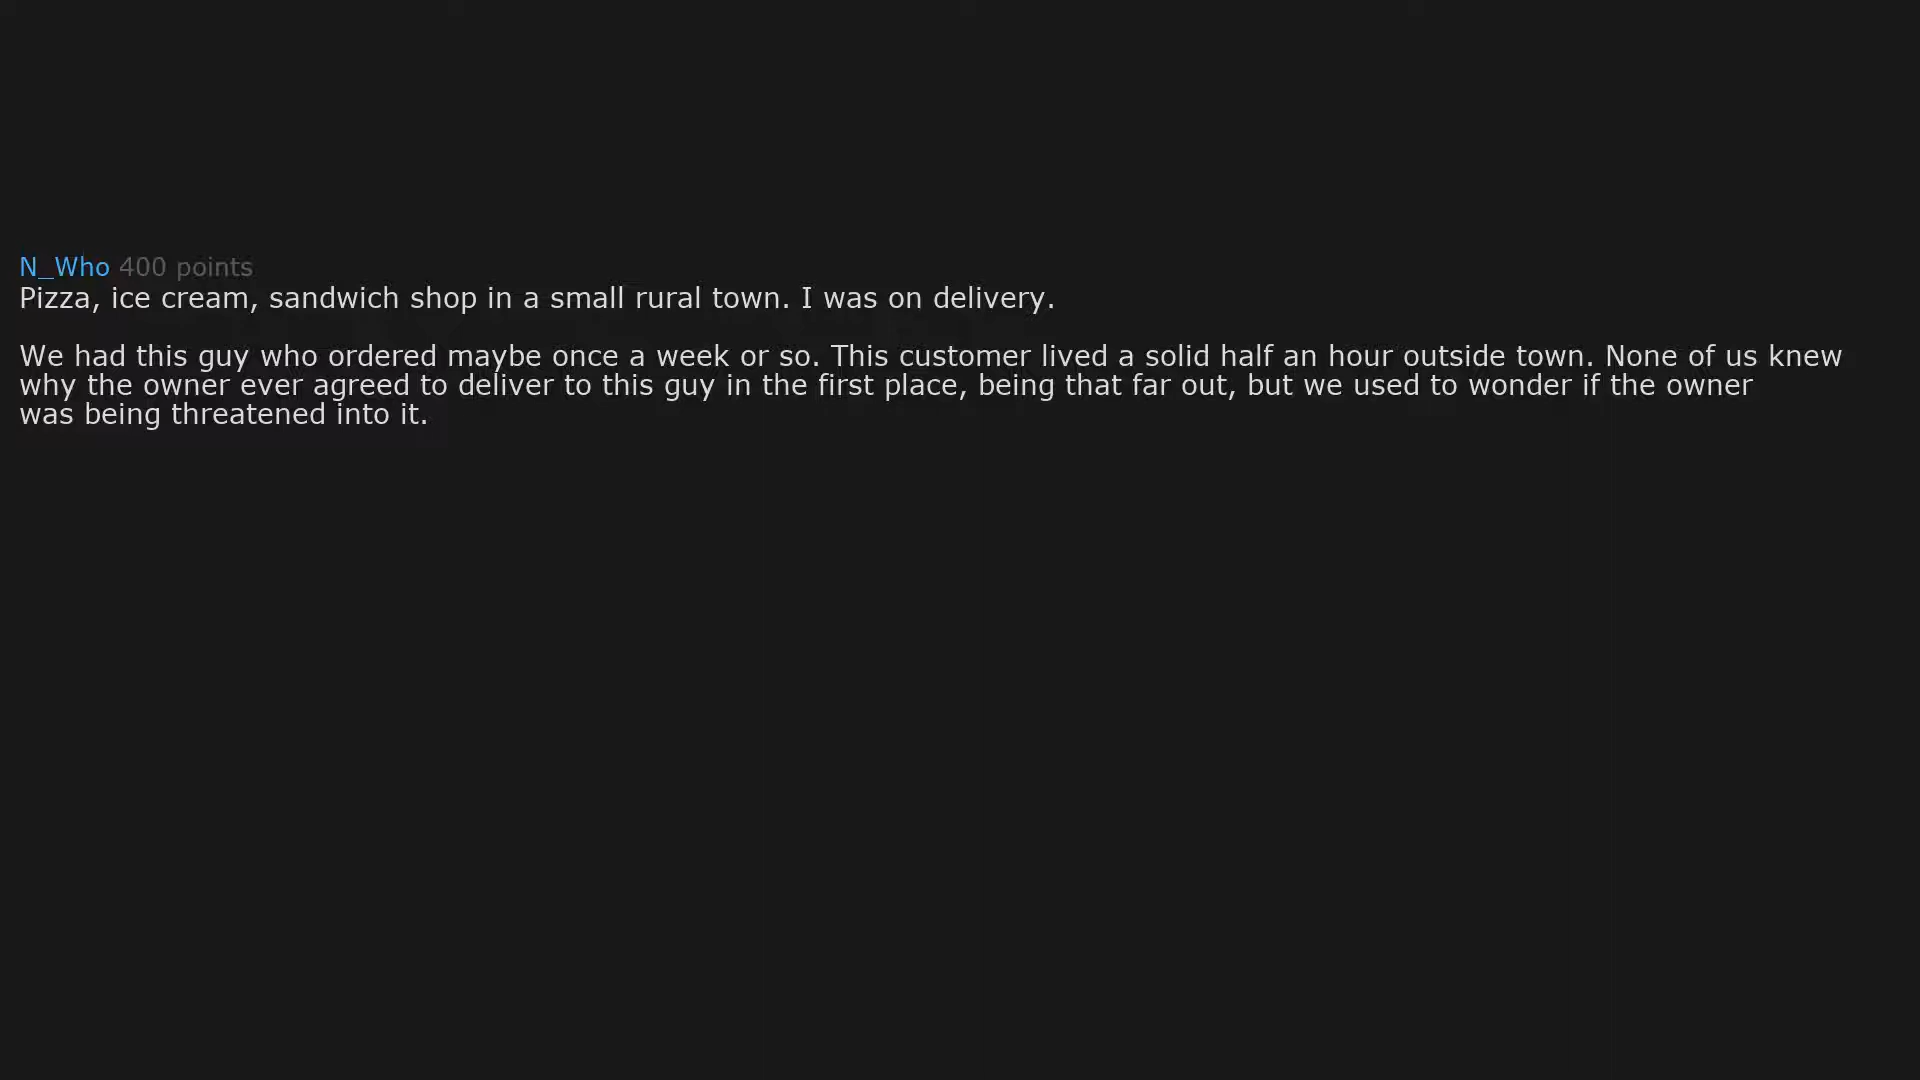 N_Who 400 points
Pizza, ice cream, sandwich shop in a small rural town. I was on delivery.
We had this guy who ordered maybe once a week or so. This customer lived a solid half an hour outside town. None of us knew
why the owner ever agreed to deliver to this guy in the first place, being that far out, but we used to wonder if the owner
was being threatened into it.